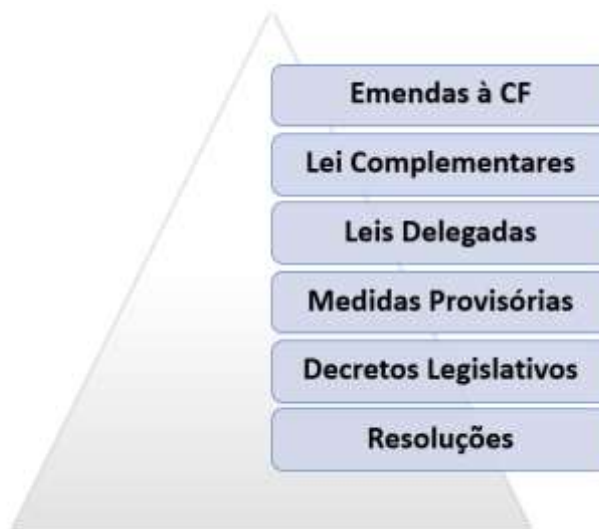 Emendas à CF
Lei Complementares
Leis Delegadas
Medidas Provisórias
Decretos Legislativos
Resoluções